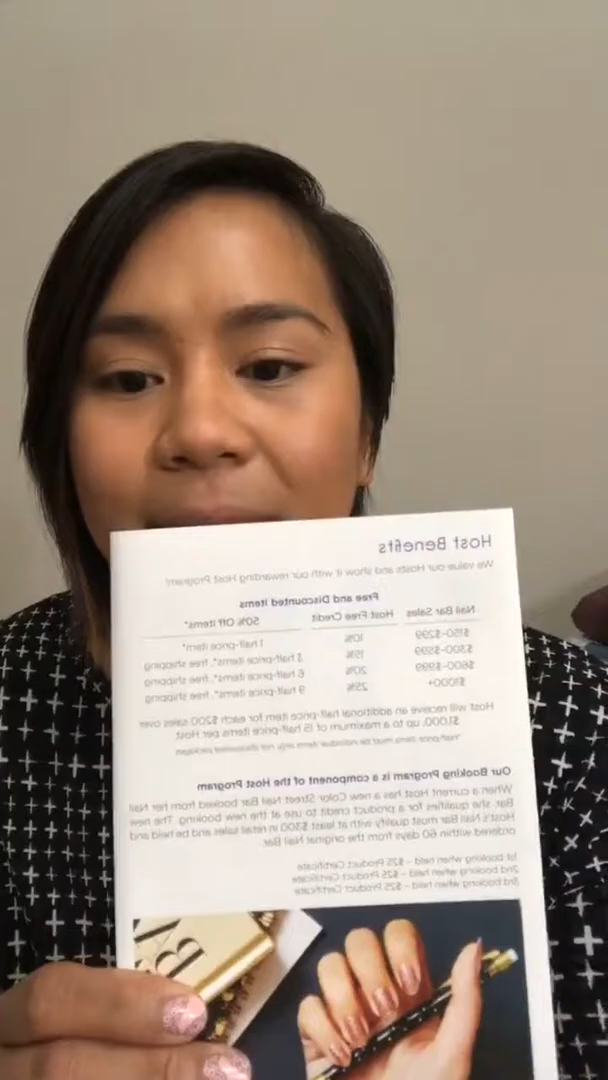 Host Benefits
We value our Hosts and show it with our rewarding Host Program!
Free and Discounted Items
Nail Bar Sales Host Free Credit 50% Off Items*
$150-$299 10% 1 half-price item*
$300-$599 15% 3 half-price items*, free shipping
$600-$999 20% 6 half-price items*, free shipping
$1000+ 25% 9 half-price items*, free shipping
Host will receive an additional half-price item for each $200 sales over
$1,000, up to a maximum of 15 half-price items per Host.
*Half-price items must be individual items only, not discounted packages
Our Booking Program is a component of the Host Program
When a current Host has a new Color Street Nail Bar booked from her Nail
Bar, she qualifies for a product credit to use at the new booking. The new
Host's Nail Bar must qualify with at least $300 in retail sales and be held and
ordered within 60 days from the original Nail Bar.
1st booking when held - $25 Product Certificate
2nd booking when held - $25 Product Certificate
3rd booking when held - $25 Product Certificate